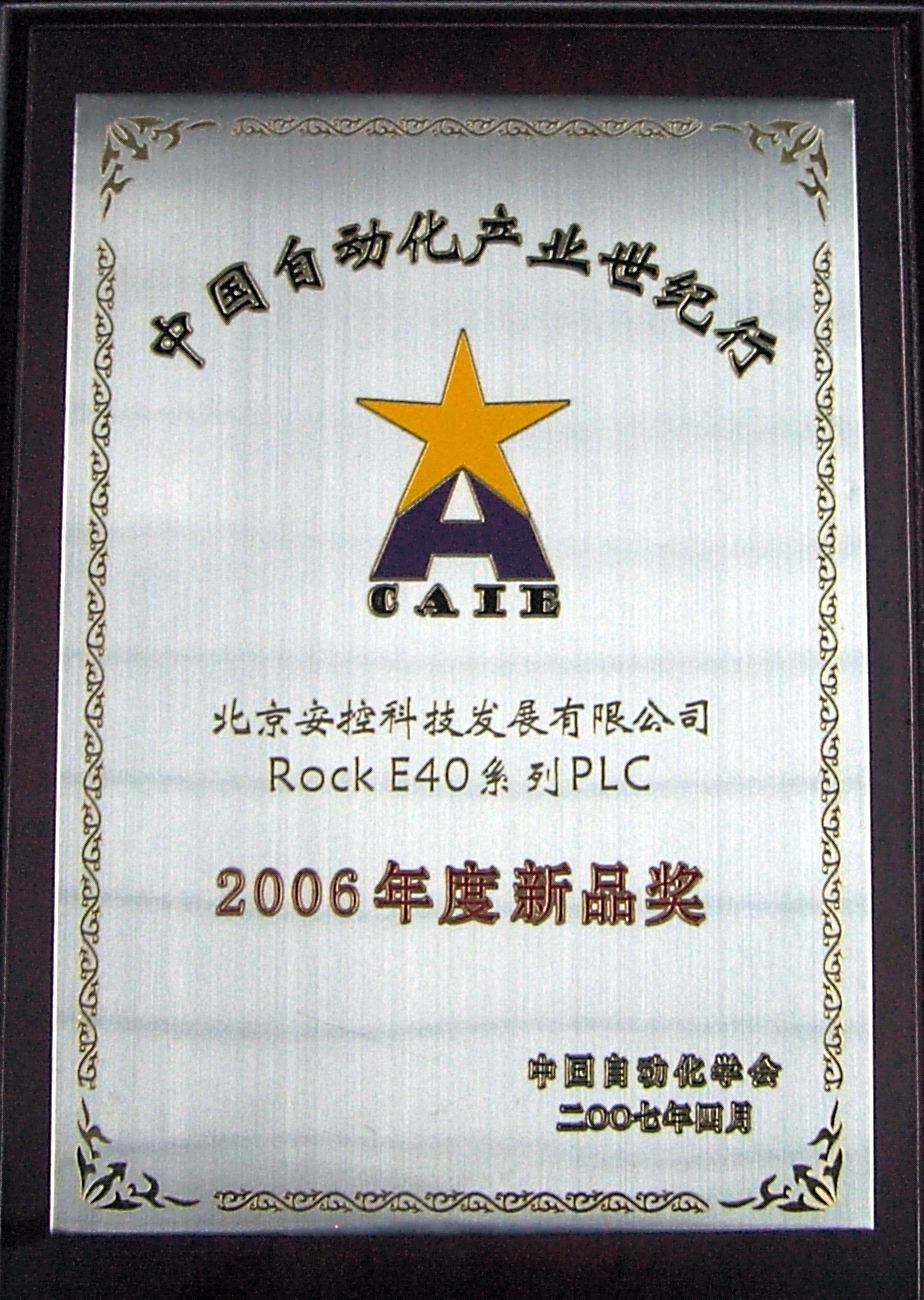 中国自动化产业世纪行
CAIE
北京安控科技发展有限公司
Rock E40系列PLC
2006年度新品奖
中国自动化学会
二〇〇七年四月